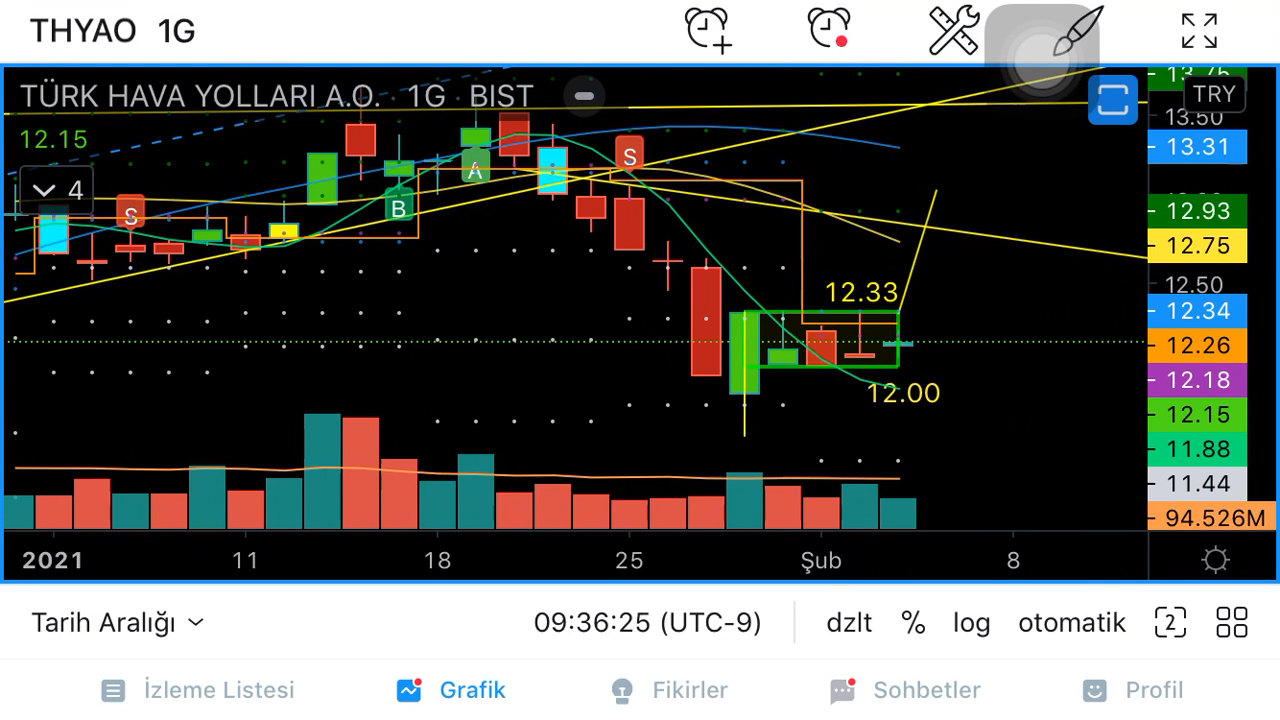 THYAO 1G
TÜRK HAVA YOLLARI A.O. 1G BIST
TRY
12.15
4
S
B
A
S
12.33
12.00
13.50
13.31
12.93
12.75
12.50
12.34
12.26
12.18
12.15
11.88
11.44
94.526M
2021 11 18 25 Şub 8
Tarih Aralığı 09:36:25 (UTC-9) dzlt % log otomatik 2
İzleme Listesi Grafik Fikirler Sohbetler Profil